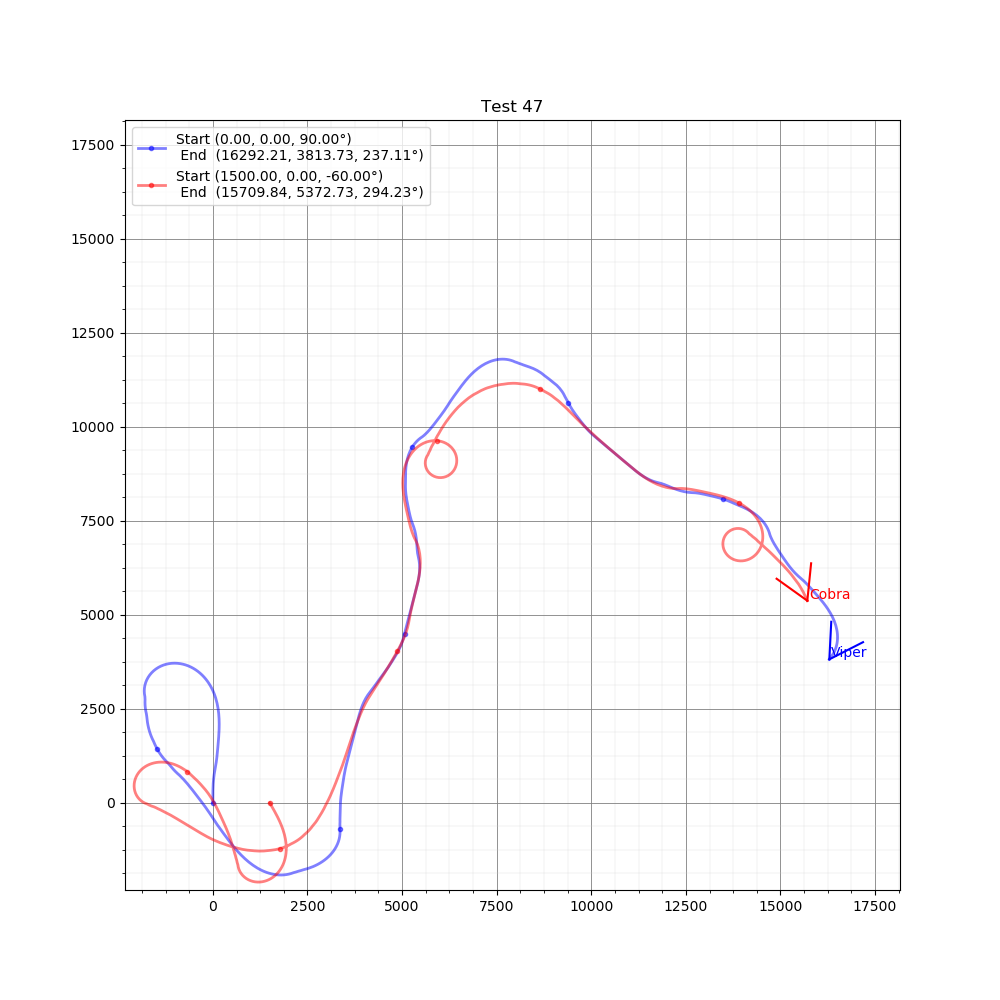 Test 47
Start (0.00, 0.00, 90.00°)
End (16292.21, 3813.73, 237.11°)
Start (1500.00, 0.00, -60.00°)
End (15709.84, 5372.73, 294.23°)
17500
15000
12500
10000
7500
5000
2500
0
Cobra
Viper
0 2500 5000 7500 10000 12500 15000 17500